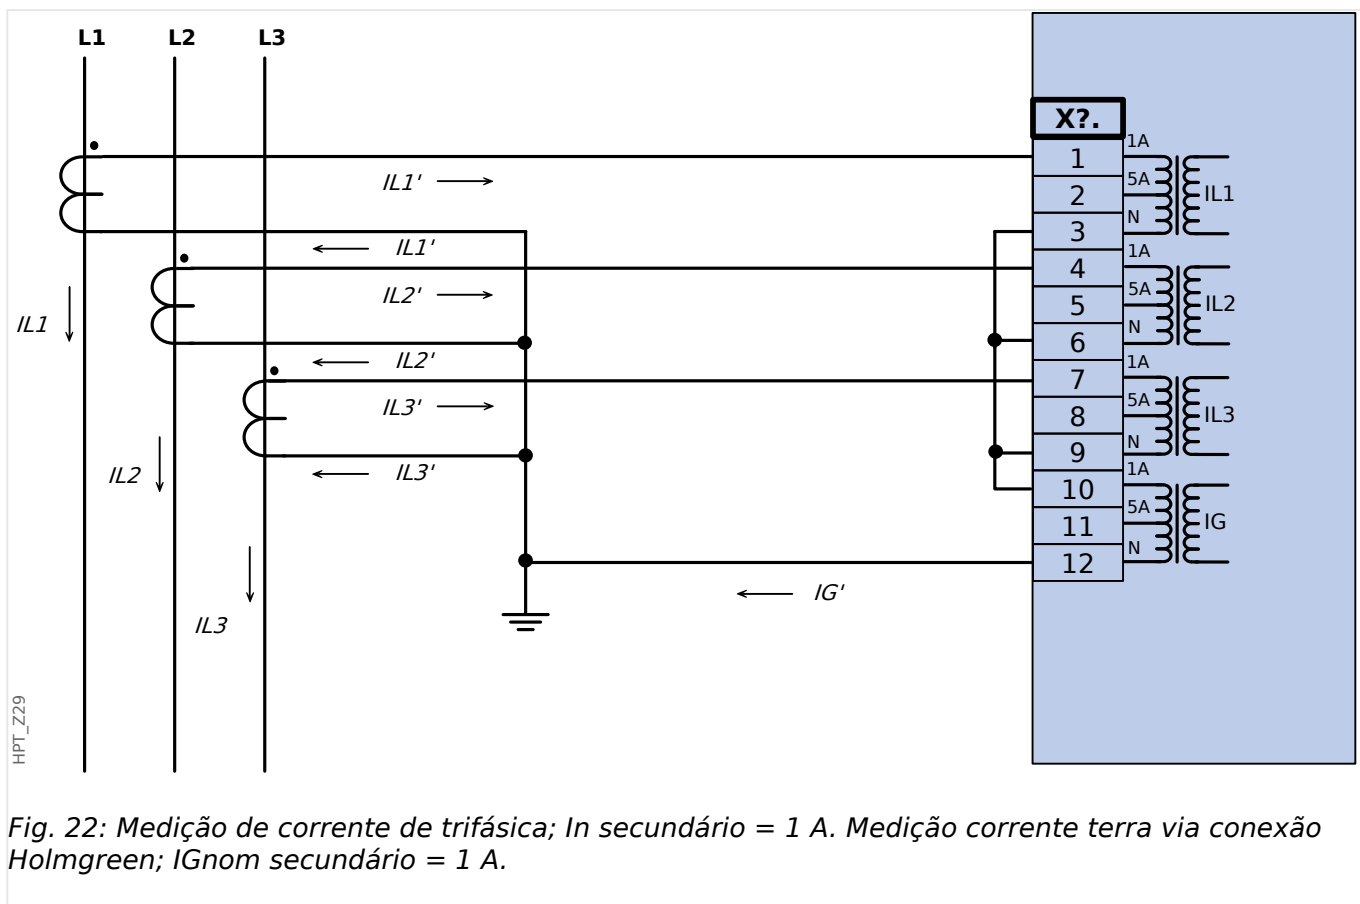 L1 L2 L3
X?.
1
2
3
4
5
6
7
8
9
10
11
12
1A
5A
N
IL1
1A
5A
N
IL2
1A
5A
N
IL3
1A
5A
N
IG
IL1'
IL1'
IL2'
IL2'
IL3'
IL3'
IG'
IL1
IL2
IL3
HPT_Z29
Fig. 22: Medição de corrente de trifásica; In secundário = 1 A. Medição corrente terra via conexão
Holmgreen; IGnom secundário = 1 A.